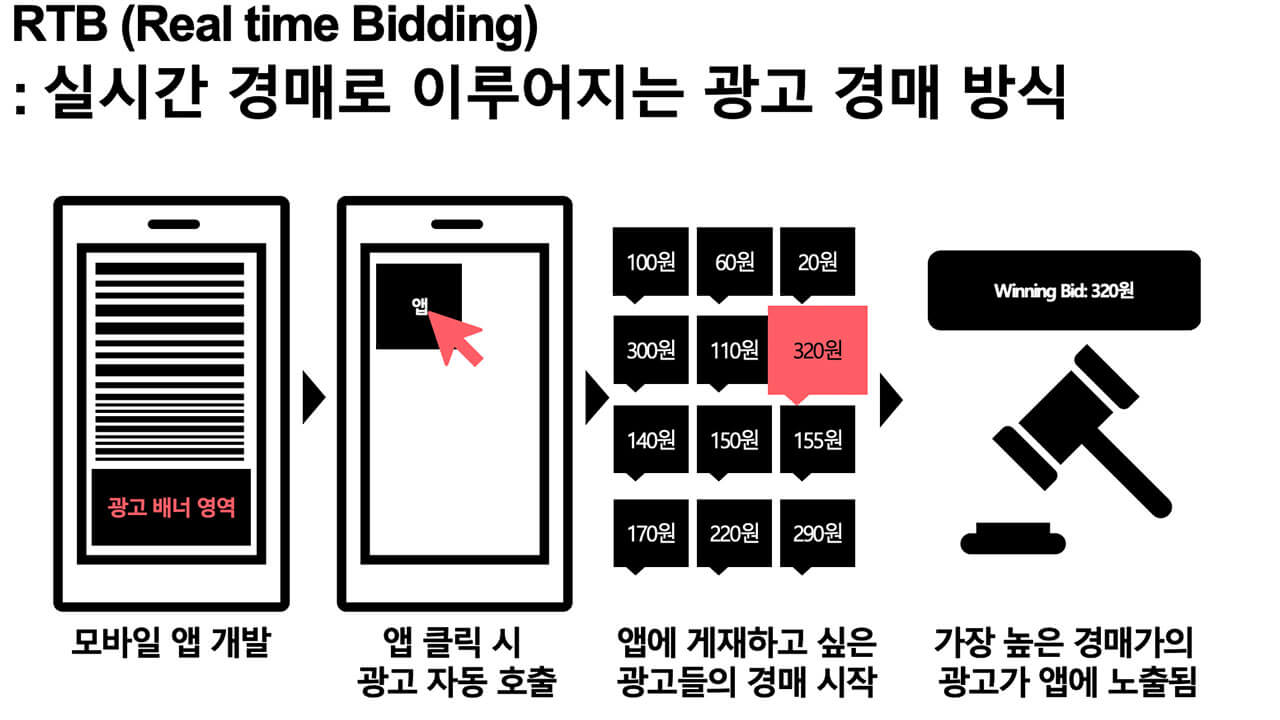 RTB (Real time Bidding)
: 실시간 경매로 이루어지는 광고 경매 방식
광고 배너 영역
모바일 앱 개발
앱
앱 클릭 시
광고 자동 호출
100원 60원 20원
300원 110원 320원
140원 150원 155원
170원 220원 290원
앱에 게재하고 싶은
광고들의 경매 시작
Winning Bid: 320원
가장 높은 경매가의
광고가 앱에 노출됨